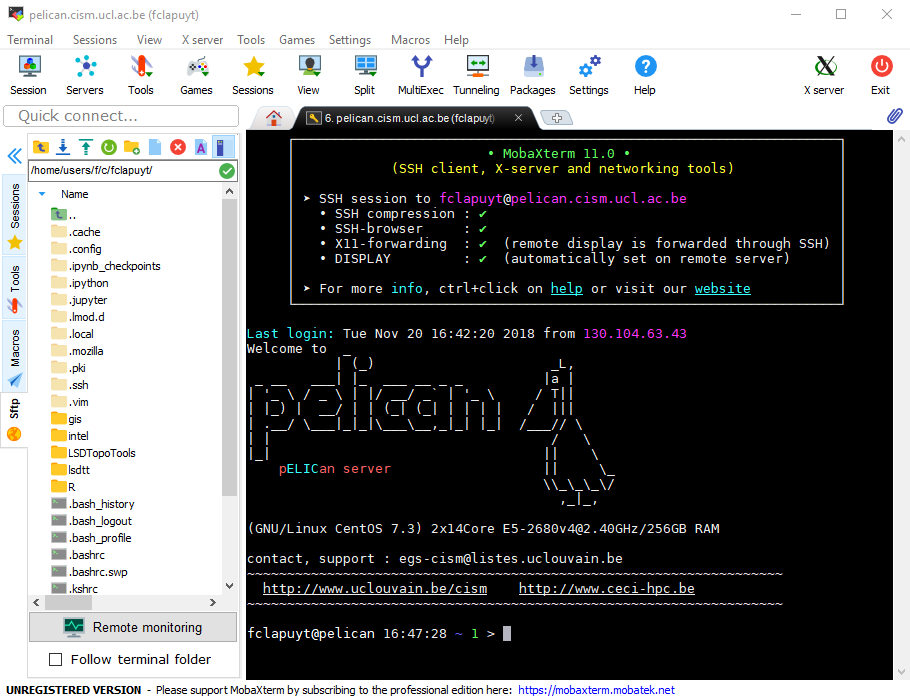 pelican.cism.ucl.ac.be (fclapuyt)
Terminal Sessions View X server Tools Games Settings Macros Help
Session Servers Tools Games Sessions View Split MultiExec Tunneling Packages Settings Help X server Exit
Quick connect...
6. pelican.cism.ucl.ac.be (fclapuyt)
/home/users/f/c/fclapuyt/
Sessions
Tools
Macros
Sftp
Name
..
.cache
.config
.ipynb_checkpoints
.ipython
.jupyter
.lmod.d
.local
.mozilla
.pki
.ssh
.vim
gis
intel
LSDTopoTools
lsdtt
R
.bash_history
.bash_logout
.bash_profile
.bashrc
.bashrc.swp
.kshrc
Remote monitoring
Follow terminal folder
• MobaXterm 11.0 •
(SSH client, X-server and networking tools)
➤ SSH session to fclapuyt@pelican.cism.ucl.ac.be
• SSH compression : ✔
• SSH-browser : ✔
• X11-forwarding : ✔ (remote display is forwarded through SSH)
• DISPLAY : ✔ (automatically set on remote server)
➤ For more info, ctrl+click on help or visit our website
Last login: Tue Nov 20 16:42:20 2018 from 130.104.63.43
Welcome to
pelican
pELICan server
(GNU/Linux CentOS 7.3) 2x14Core E5-2680v4@2.40GHz/256GB RAM
contact, support : egs-cism@listes.uclouvain.be
~~~~~~~~~~~~~~~~~~~~~~~~~~~~~~~~~~~~~~~~~~~~~~~~~~~~~~~~~~~~~~~~~~~
http://www.uclouvain.be/cism http://www.ceci-hpc.be
~~~~~~~~~~~~~~~~~~~~~~~~~~~~~~~~~~~~~~~~~~~~~~~~~~~~~~~~~~~~~~~~~~~
fclapuyt@pelican 16:47:28 ~ 1 >
UNREGISTERED VERSION - Please support MobaXterm by subscribing to the professional edition here: https://mobaxterm.mobatek.net